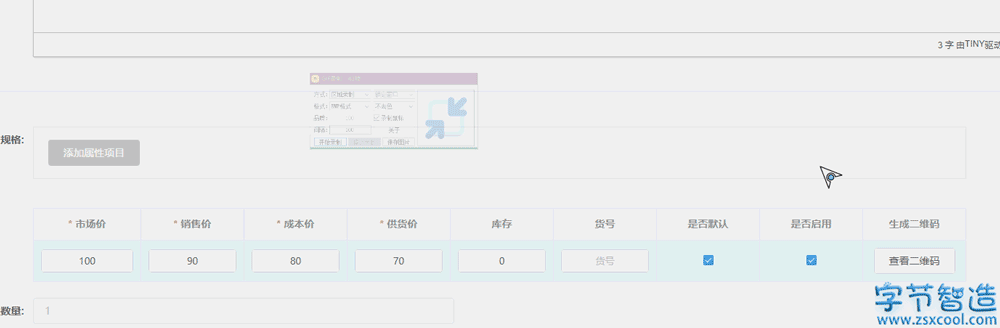 3 字 由TINY驱动
规格:
添加属性项目
* 市场价 * 销售价 * 成本价 * 供货价 库存 货号 是否默认 是否启用 生成二维码
100 90 80 70 0 货号 查看二维码
数量: 1
字节智造
www.zsxcool.com